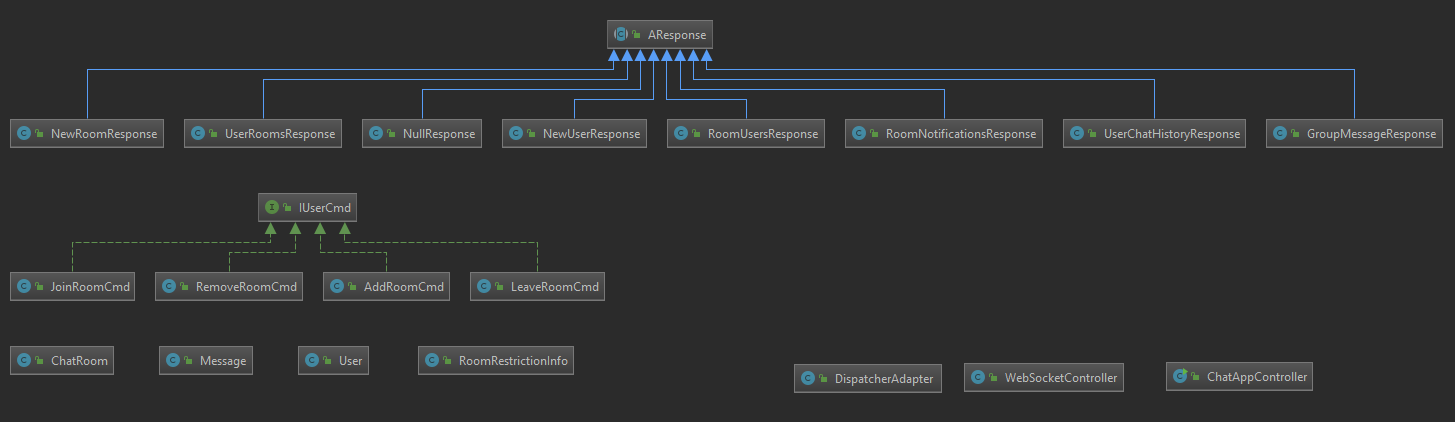 AResponse
NewRoomResponse
UserRoomsResponse
NullResponse
NewUserResponse
RoomUsersResponse
RoomNotificationsResponse
UserChatHistoryResponse
GroupMessageResponse
IUserCmd
JoinRoomCmd
RemoveRoomCmd
AddRoomCmd
LeaveRoomCmd
ChatRoom
Message
User
RoomRestrictionInfo
DispatcherAdapter
WebSocketController
ChatAppController